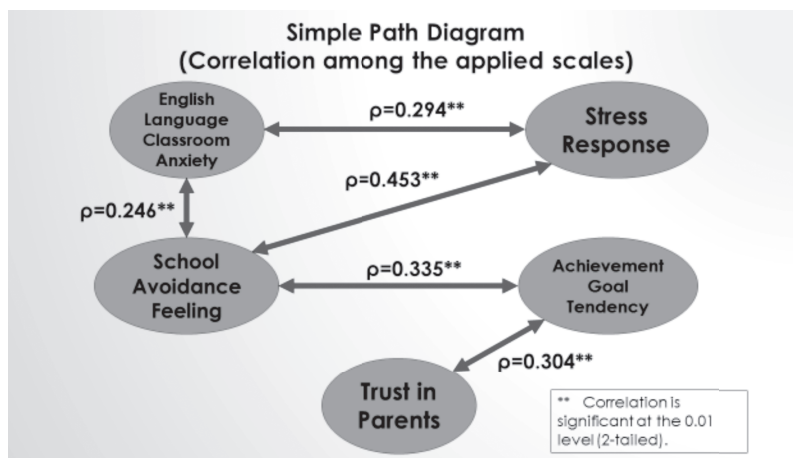 Simple Path Diagram
(Correlation among the applied scales)
English
Language
Classroom
Anxiety
ρ=0.294**
Stress
Response
ρ=0.453**
ρ=0.246**
School
Avoidance
Feeling
ρ=0.335**
Achievement
Goal
Tendency
ρ=0.304**
Trust in
Parents
** Correlation is
significant at the 0.01
level (2-tailed).